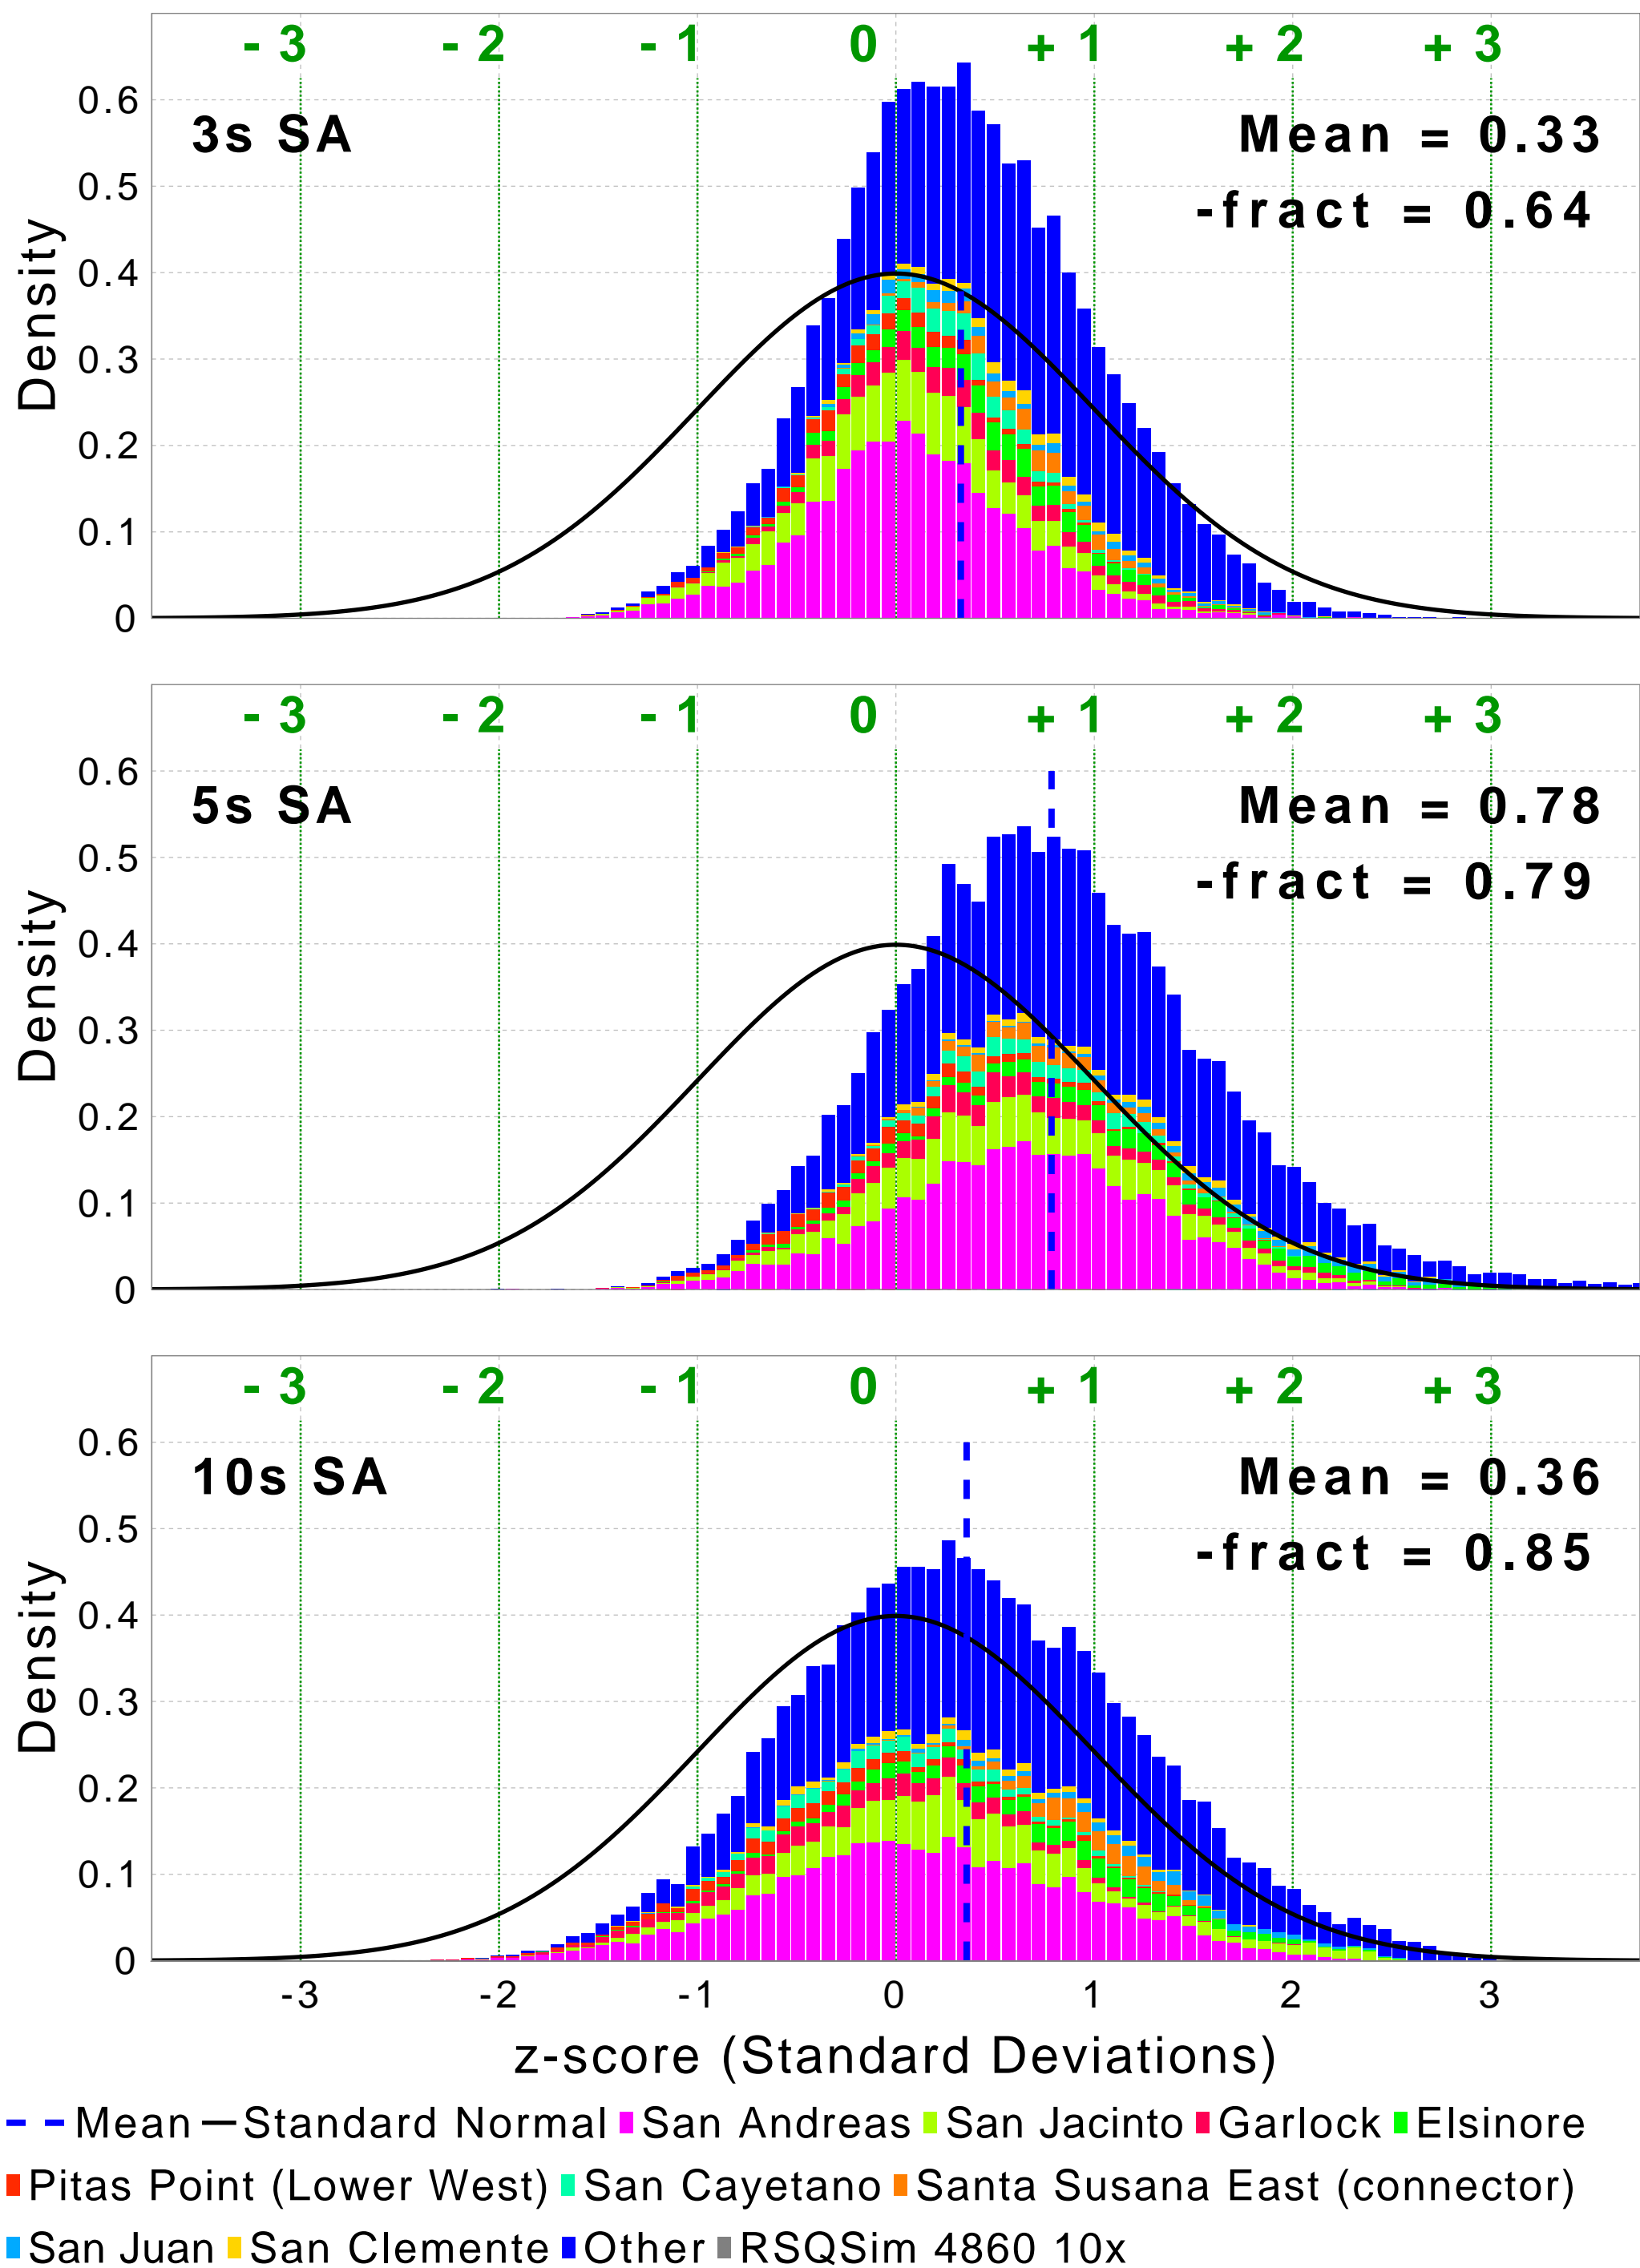 - 3 - 2 - 1 0 + 1 + 2 + 3
0.6
3s SA
Mean = 0.33
0.5
-fract = 0.64
0.4
0.3
0.2
0.1
0
Density
- 3 - 2 - 1 0 + 1 + 2 + 3
0.6
5s SA
Mean = 0.78
0.5
-fract = 0.79
0.4
0.3
0.2
0.1
0
Density
- 3 - 2 - 1 0 + 1 + 2 + 3
0.6
10s SA
Mean = 0.36
0.5
-fract = 0.85
0.4
0.3
0.2
0.1
0
Density
-3 -2 -1 0 1 2 3
z-score (Standard Deviations)
Mean Standard Normal San Andreas San Jacinto Garlock Elsinore
Pitas Point (Lower West) San Cayetano Santa Susana East (connector)
San Juan San Clemente Other RSQSim 4860 10x